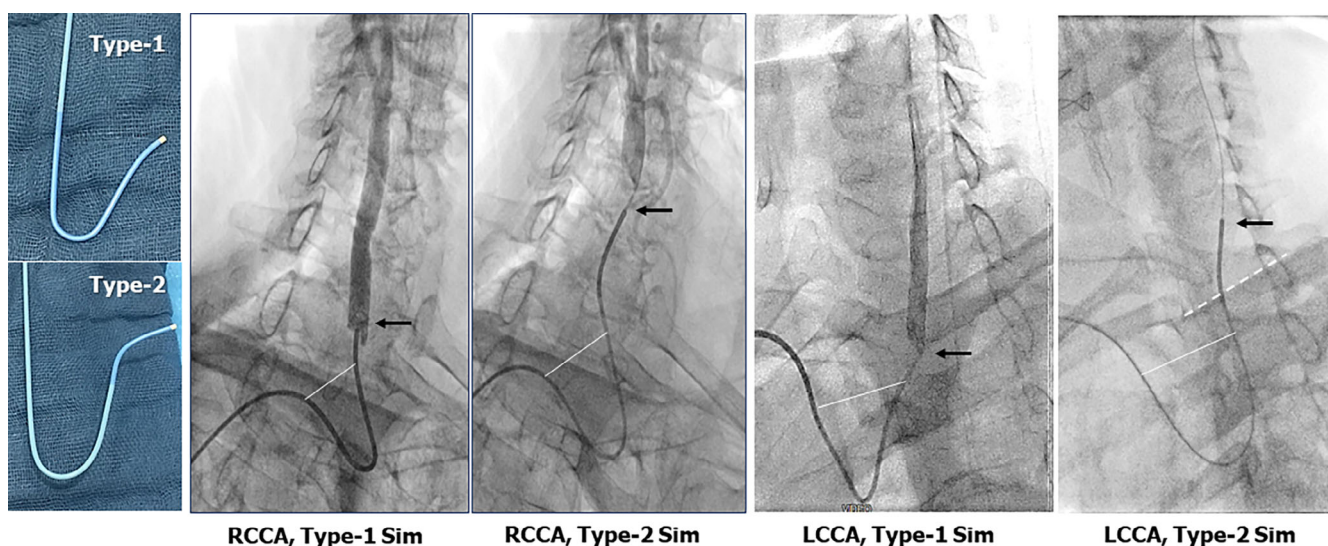 Type-1
Type-2
RCCA, Type-1 Sim
RCCA, Type-2 Sim
LCCA, Type-1 Sim
LCCA, Type-2 Sim